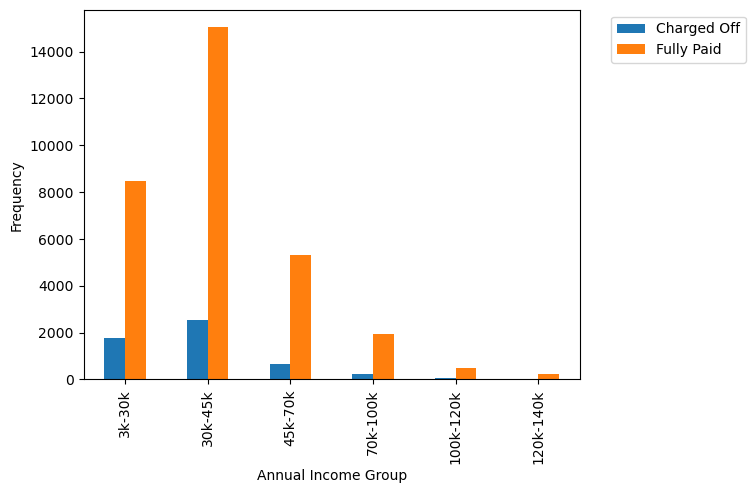 Charged Off
Fully Paid
Frequency
14000
12000
10000
8000
6000
4000
2000
0
3k-30k
30k-45k
45k-70k
70k-100k
100k-120k
120k-140k
Annual Income Group